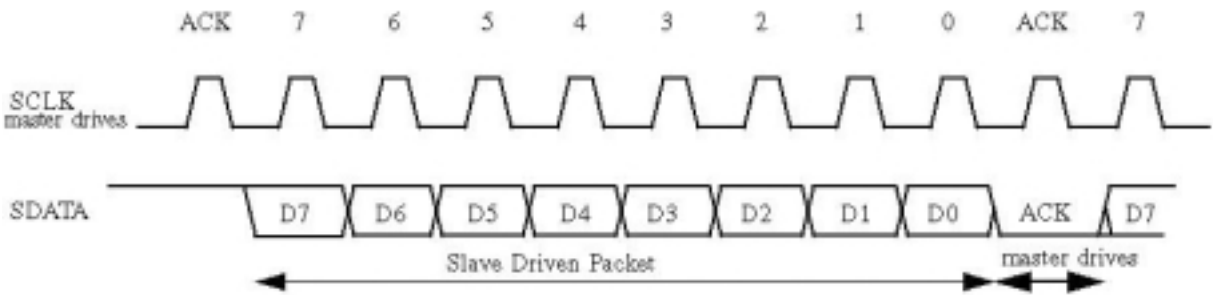 ACK 7 6 5 4 3 2 1 0 ACK 7
SCLK
master drives
SDATA D7 D6 D5 D4 D3 D2 D1 D0 ACK D7
Slave Driven Packet master drives